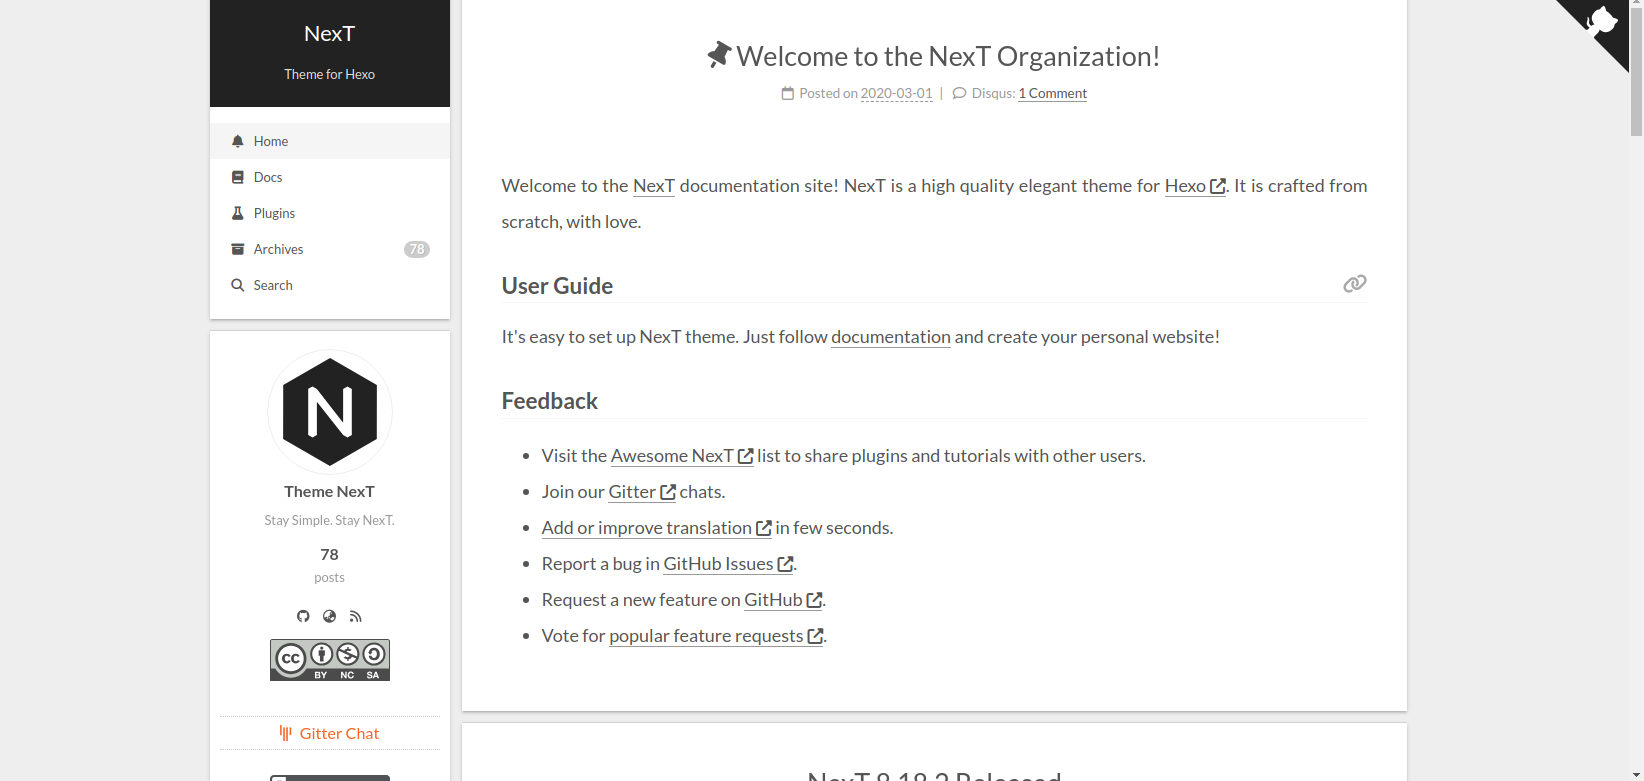 NexT
Theme for Hexo
Home
Docs
Plugins
Archives 78
Search
N
Theme NexT
Stay Simple. Stay NexT.
78
posts
cc
BY NC SA
Gitter Chat
Welcome to the NexT Organization!
Posted on 2020-03-01 | Disqus: 1 Comment
Welcome to the NexT documentation site! NexT is a high quality elegant theme for Hexo. It is crafted from
scratch, with love.
User Guide
It's easy to set up NexT theme. Just follow documentation and create your personal website!
Feedback
• Visit the Awesome NexT list to share plugins and tutorials with other users.
• Join our Gitter chats.
• Add or improve translation in few seconds.
• Report a bug in GitHub Issues.
• Request a new feature on GitHub.
• Vote for popular feature requests.
NexT 8.18.2 Released